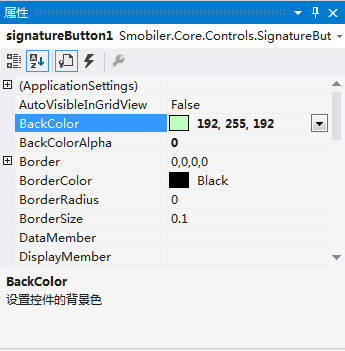 属性
signatureButton1 Smobiler.Core.Controls.SignatureBut
(ApplicationSettings)
AutoVisibleInGridView False
BackColor 192, 255, 192
BackColorAlpha 0
Border 0,0,0,0
BorderColor Black
BorderRadius 0
BorderSize 0.1
DataMember
DisplayMember
BackColor
设置控件的背景色